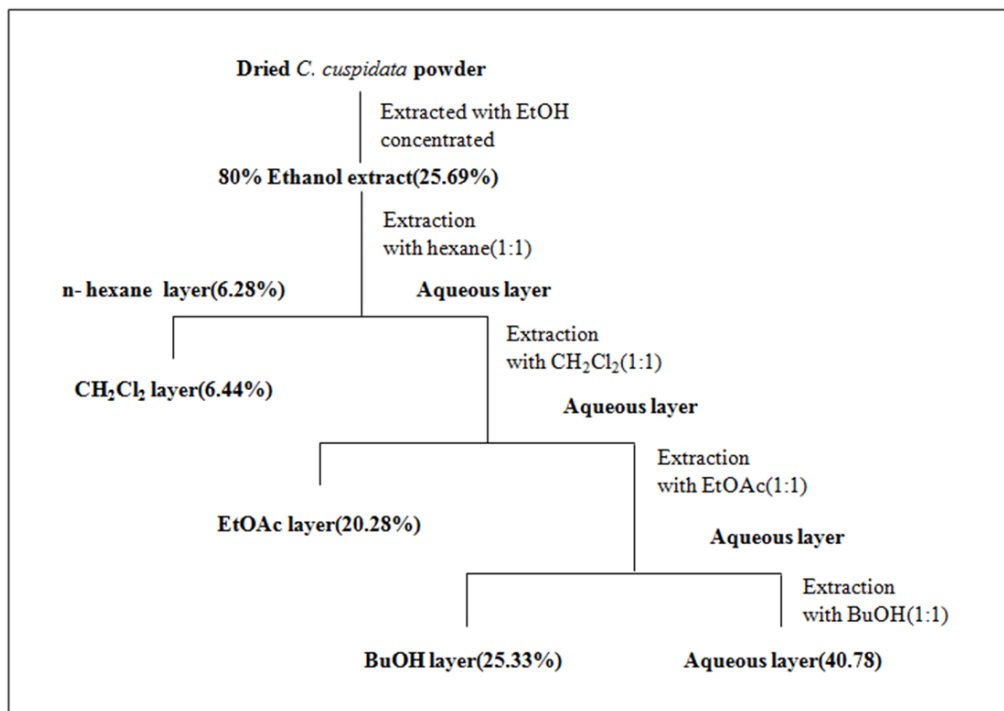 Dried C. cuspidata powder
Extracted with EtOH
concentrated
80% Ethanol extract(25.69%)
Extraction
with hexane(1:1)
n- hexane layer(6.28%)
Aqueous layer
Extraction
with CH₂Cl₂(1:1)
CH₂Cl₂ layer(6.44%)
Aqueous layer
Extraction
with EtOAc(1:1)
EtOAc layer(20.28%)
Aqueous layer
Extraction
with BuOH(1:1)
BuOH layer(25.33%)
Aqueous layer(40.78)